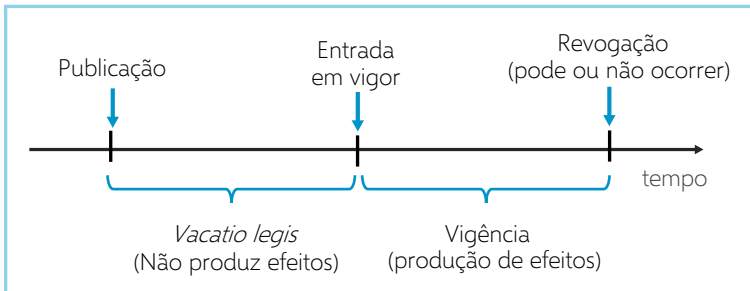 Publicação
Entrada
em vigor
Revogação
(pode ou não ocorrer)
tempo
Vacatio legis
(Não produz efeitos)
Vigência
(produção de efeitos)